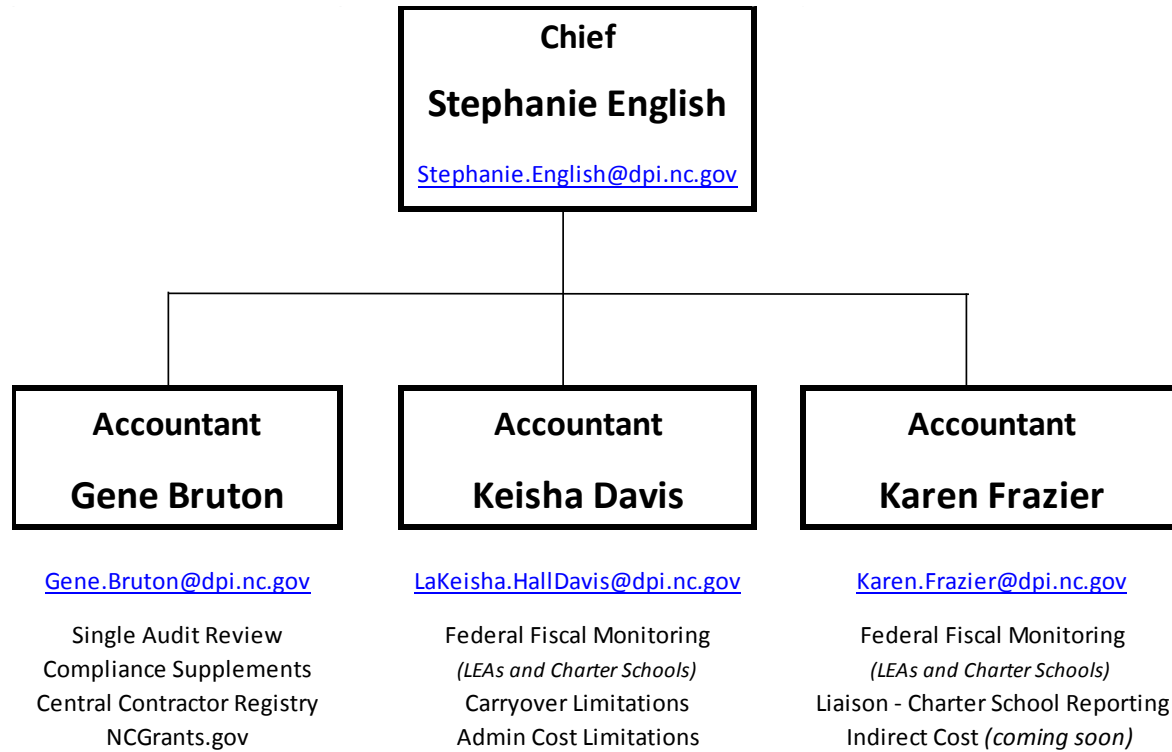 Chief
Stephanie English
Stephanie.English@dpi.nc.gov
Accountant
Gene Bruton
Gene.Bruton@dpi.nc.gov
Single Audit Review
Compliance Supplements
Central Contractor Registry
NCGrants.gov
Accountant
Keisha Davis
LaKeisha.HallDavis@dpi.nc.gov
Federal Fiscal Monitoring
(LEAs and Charter Schools)
Carryover Limitations
Admin Cost Limitations
Accountant
Karen Frazier
Karen.Frazier@dpi.nc.gov
Federal Fiscal Monitoring
(LEAs and Charter Schools)
Liaison - Charter School Reporting
Indirect Cost (coming soon)